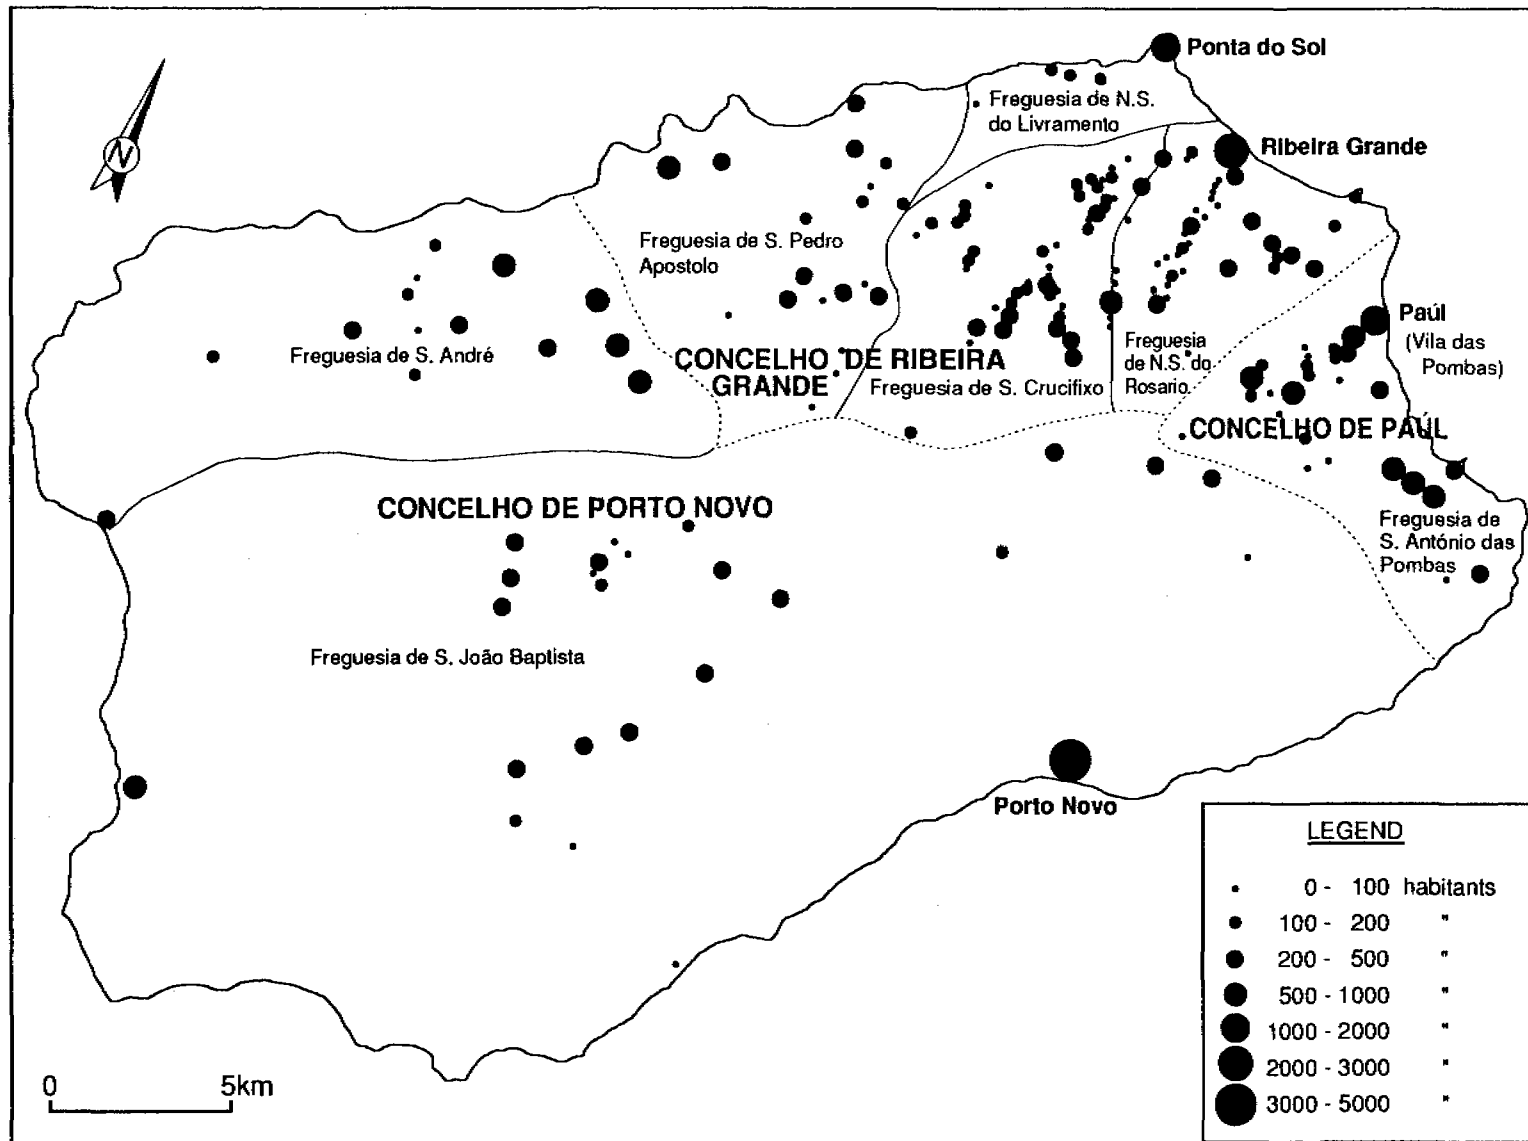 Ponta do Sol
N
Freguesia de N.S.
do Livramento
Ribeira Grande
Freguesia de S. Pedro
Apostolo
Paúl
(Vila das
Pombas)
Freguesia de S. André
CONCELHO DE RIBEIRA
GRANDE
Freguesia de S. Crucifixo
Freguesia
de N.S. do
Rosario
CONCELHO DE PAÚL
CONCELHO DE PORTO NOVO
Freguesia de
S. António das
Pombas
Freguesia de S. João Baptista
Porto Novo
LEGEND
0 - 100 habitants
100 - 200 "
200 - 500 "
500 - 1000 "
1000 - 2000 "
2000 - 3000 "
3000 - 5000 "
0 5km